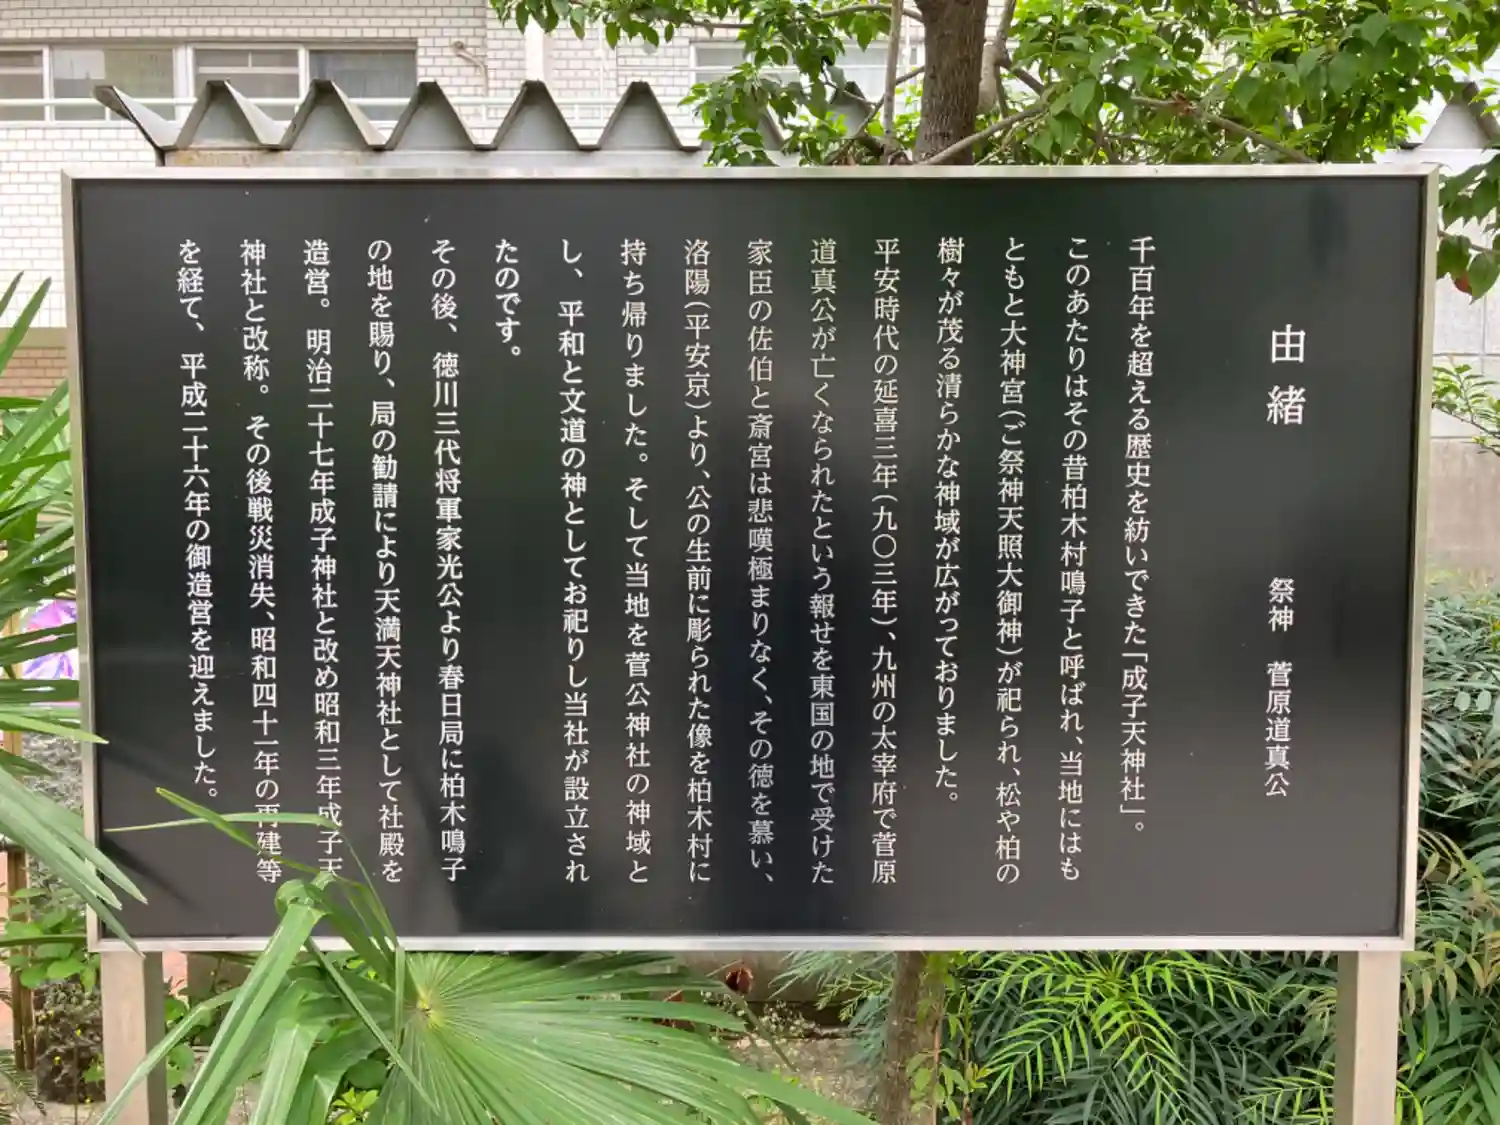 由緒
祭神　菅原道真公
千百年を超える歴史を紡いできた「成子天神社」。
このあたりはその昔柏木村鳴子と呼ばれ、当地にはも
ともと大神宮(ご祭神天照大御神)が祀られ、松や柏の
樹々が茂る清らかな神域が広がっておりました。
平安時代の延喜三年(九〇三年)、九州の太宰府で菅原
道真公が亡くなられたという報せを東国の地で受けた
家臣の佐伯と斎宮は悲嘆極まりなく、その徳を慕い、
洛陽(平安京)より、公の生前に彫られた像を柏木村に
持ち帰りました。そして当地を菅公神社の神域と
し、平和と文道の神としてお祀りし当社が設立され
たのです。
その後、徳川三代将軍家光公より春日局に柏木鳴子
の地を賜り、局の勧請により天満天神社として社殿を
造営。明治二十七年成子神社と改め昭和三年成子天
神社と改称。その後戦災消失、昭和四十一年の再建等
を経て、平成二十六年の御造営を迎えました。